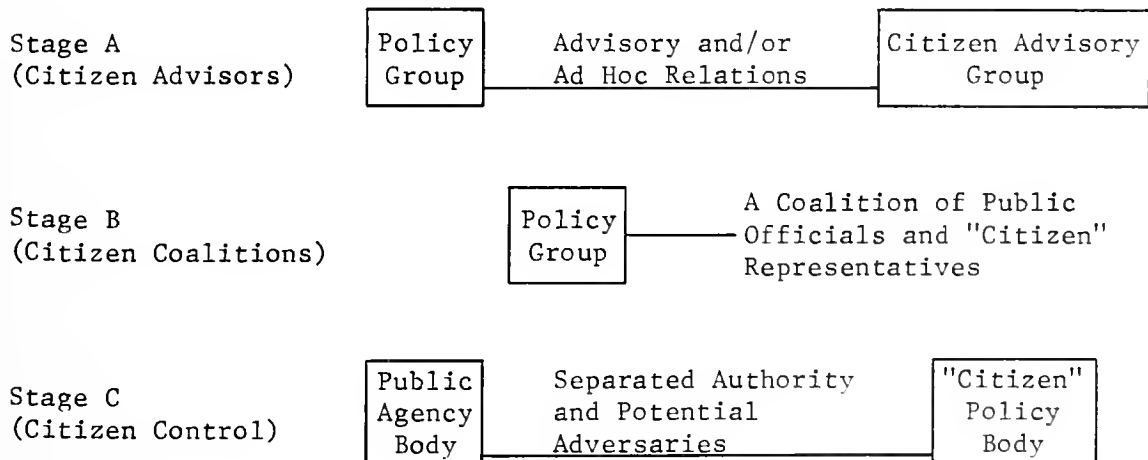 Stage A
(Citizen Advisors)
Policy
Group
Advisory and/or
Ad Hoc Relations
Citizen Advisory
Group
Stage B
(Citizen Coalitions)
Policy
Group
A Coalition of Public
Officials and "Citizen"
Representatives
Stage C
(Citizen Control)
Public
Agency
Body
Separated Authority
and Potential
Adversaries
"Citizen"
Policy
Body